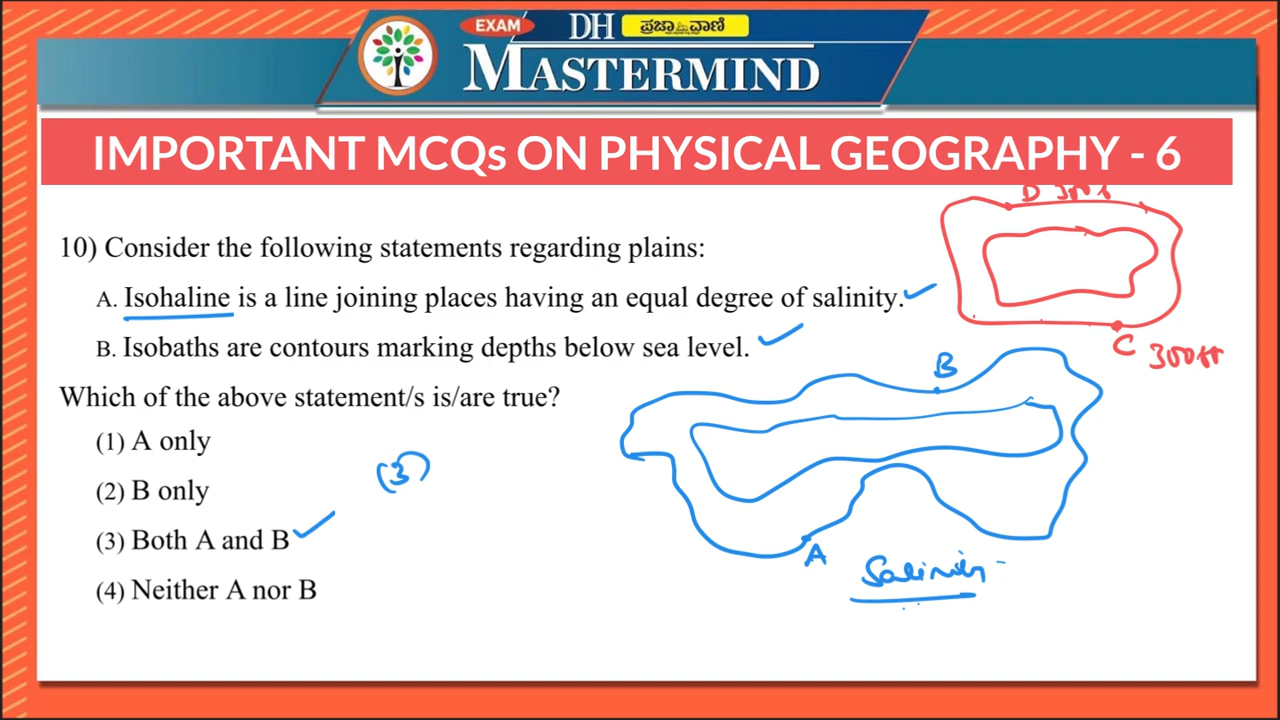 EXAM DH ಪ್ರಜಾವಾಣಿ
MASTERMIND
IMPORTANT MCQs ON PHYSICAL GEOGRAPHY - 6
10) Consider the following statements regarding plains:
A. Isohaline is a line joining places having an equal degree of salinity.
B. Isobaths are contours marking depths below sea level.
Which of the above statement/s is/are true?
(1) A only
(2) B only
(3) Both A and B
(4) Neither A nor B
(3)
D
C
B
A
Salinity